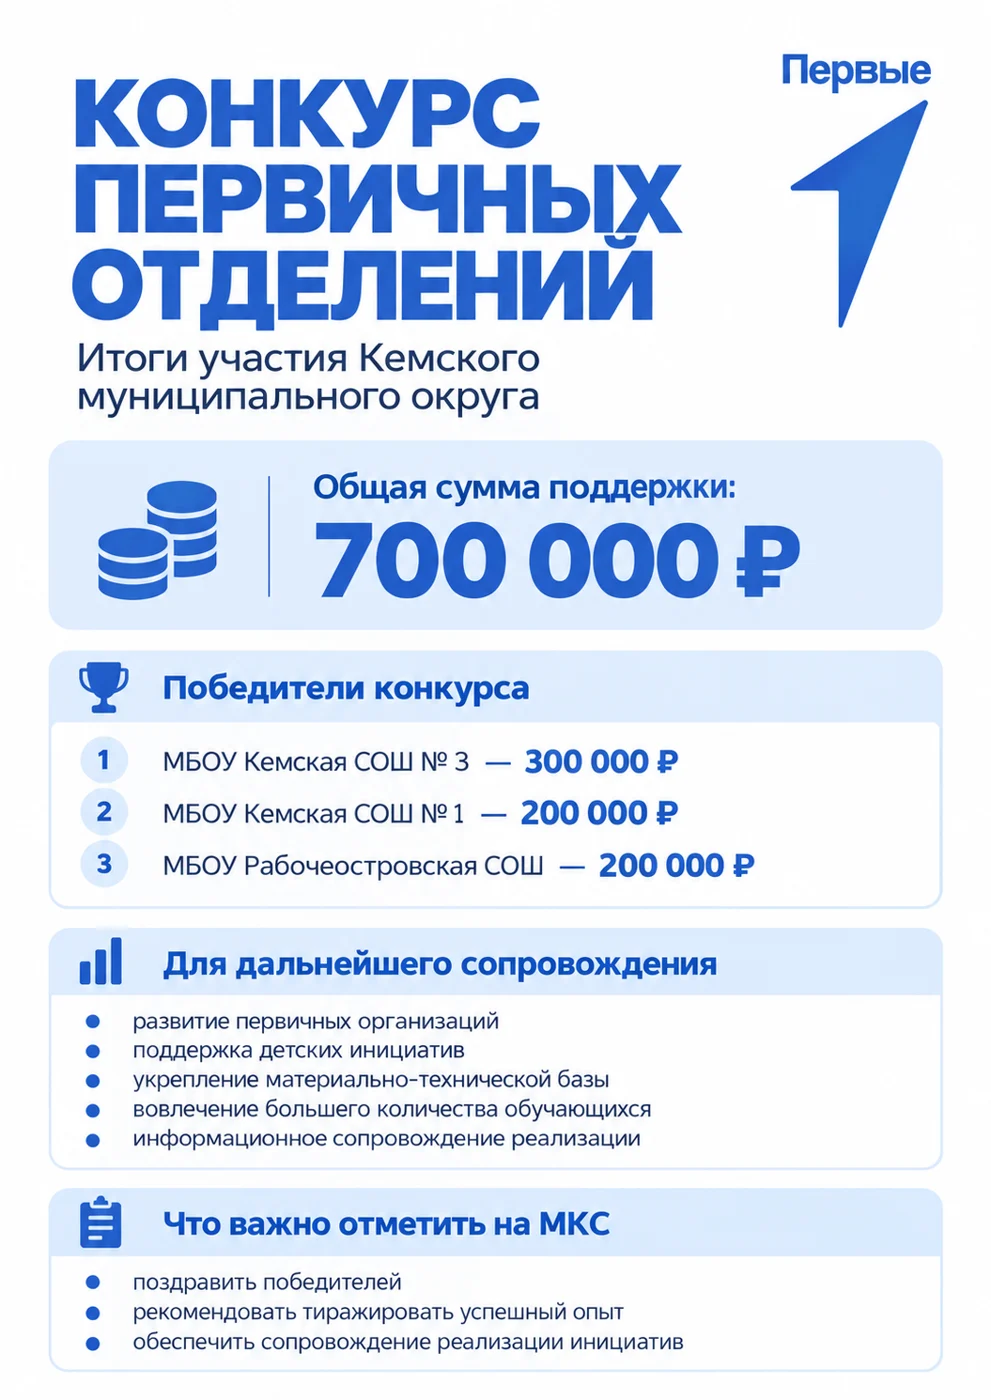 Первые
КОНКУРС
ПЕРВИЧНЫХ
ОТДЕЛЕНИЙ
Итоги участия Кемского
муниципального округа
Общая сумма поддержки:
700 000 ₽
Победители конкурса
1 МБОУ Кемская СОШ № 3 — 300 000 ₽
2 МБОУ Кемская СОШ № 1 — 200 000 ₽
3 МБОУ Рабочеостровская СОШ — 200 000 ₽
Для дальнейшего сопровождения
• развитие первичных организаций
• поддержка детских инициатив
• укрепление материально-технической базы
• вовлечение большего количества обучающихся
• информационное сопровождение реализации
Что важно отметить на МКС
• поздравить победителей
• рекомендовать тиражировать успешный опыт
• обеспечить сопровождение реализации инициатив